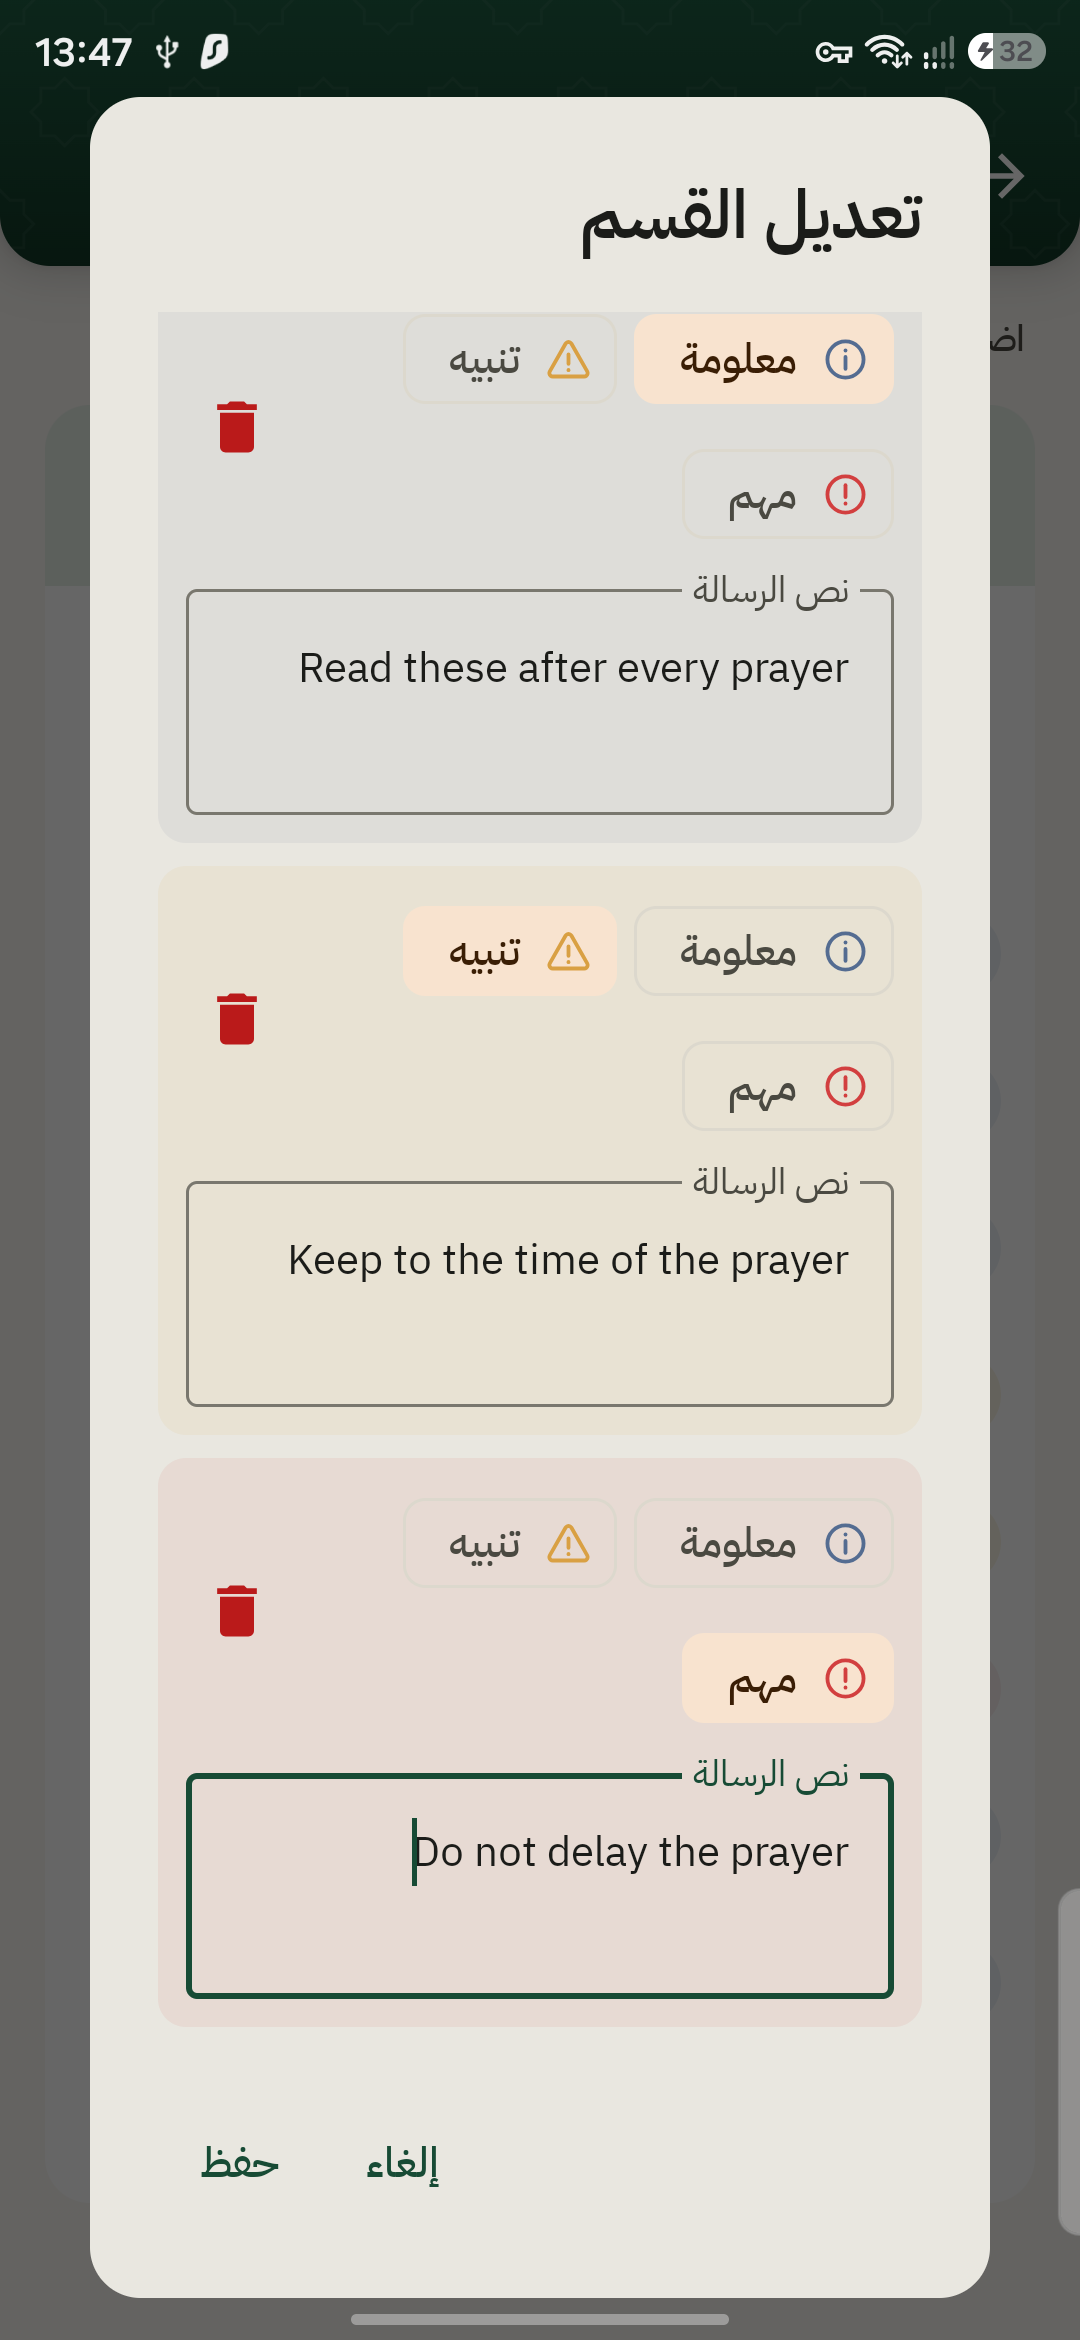 13:47
32
تعديل القسم
اض
معلومة تنبيه
مهم
نص الرسالة
Read these after every prayer
معلومة تنبيه
مهم
نص الرسالة
Keep to the time of the prayer
معلومة تنبيه
مهم
نص الرسالة
Do not delay the prayer
إلغاء حفظ